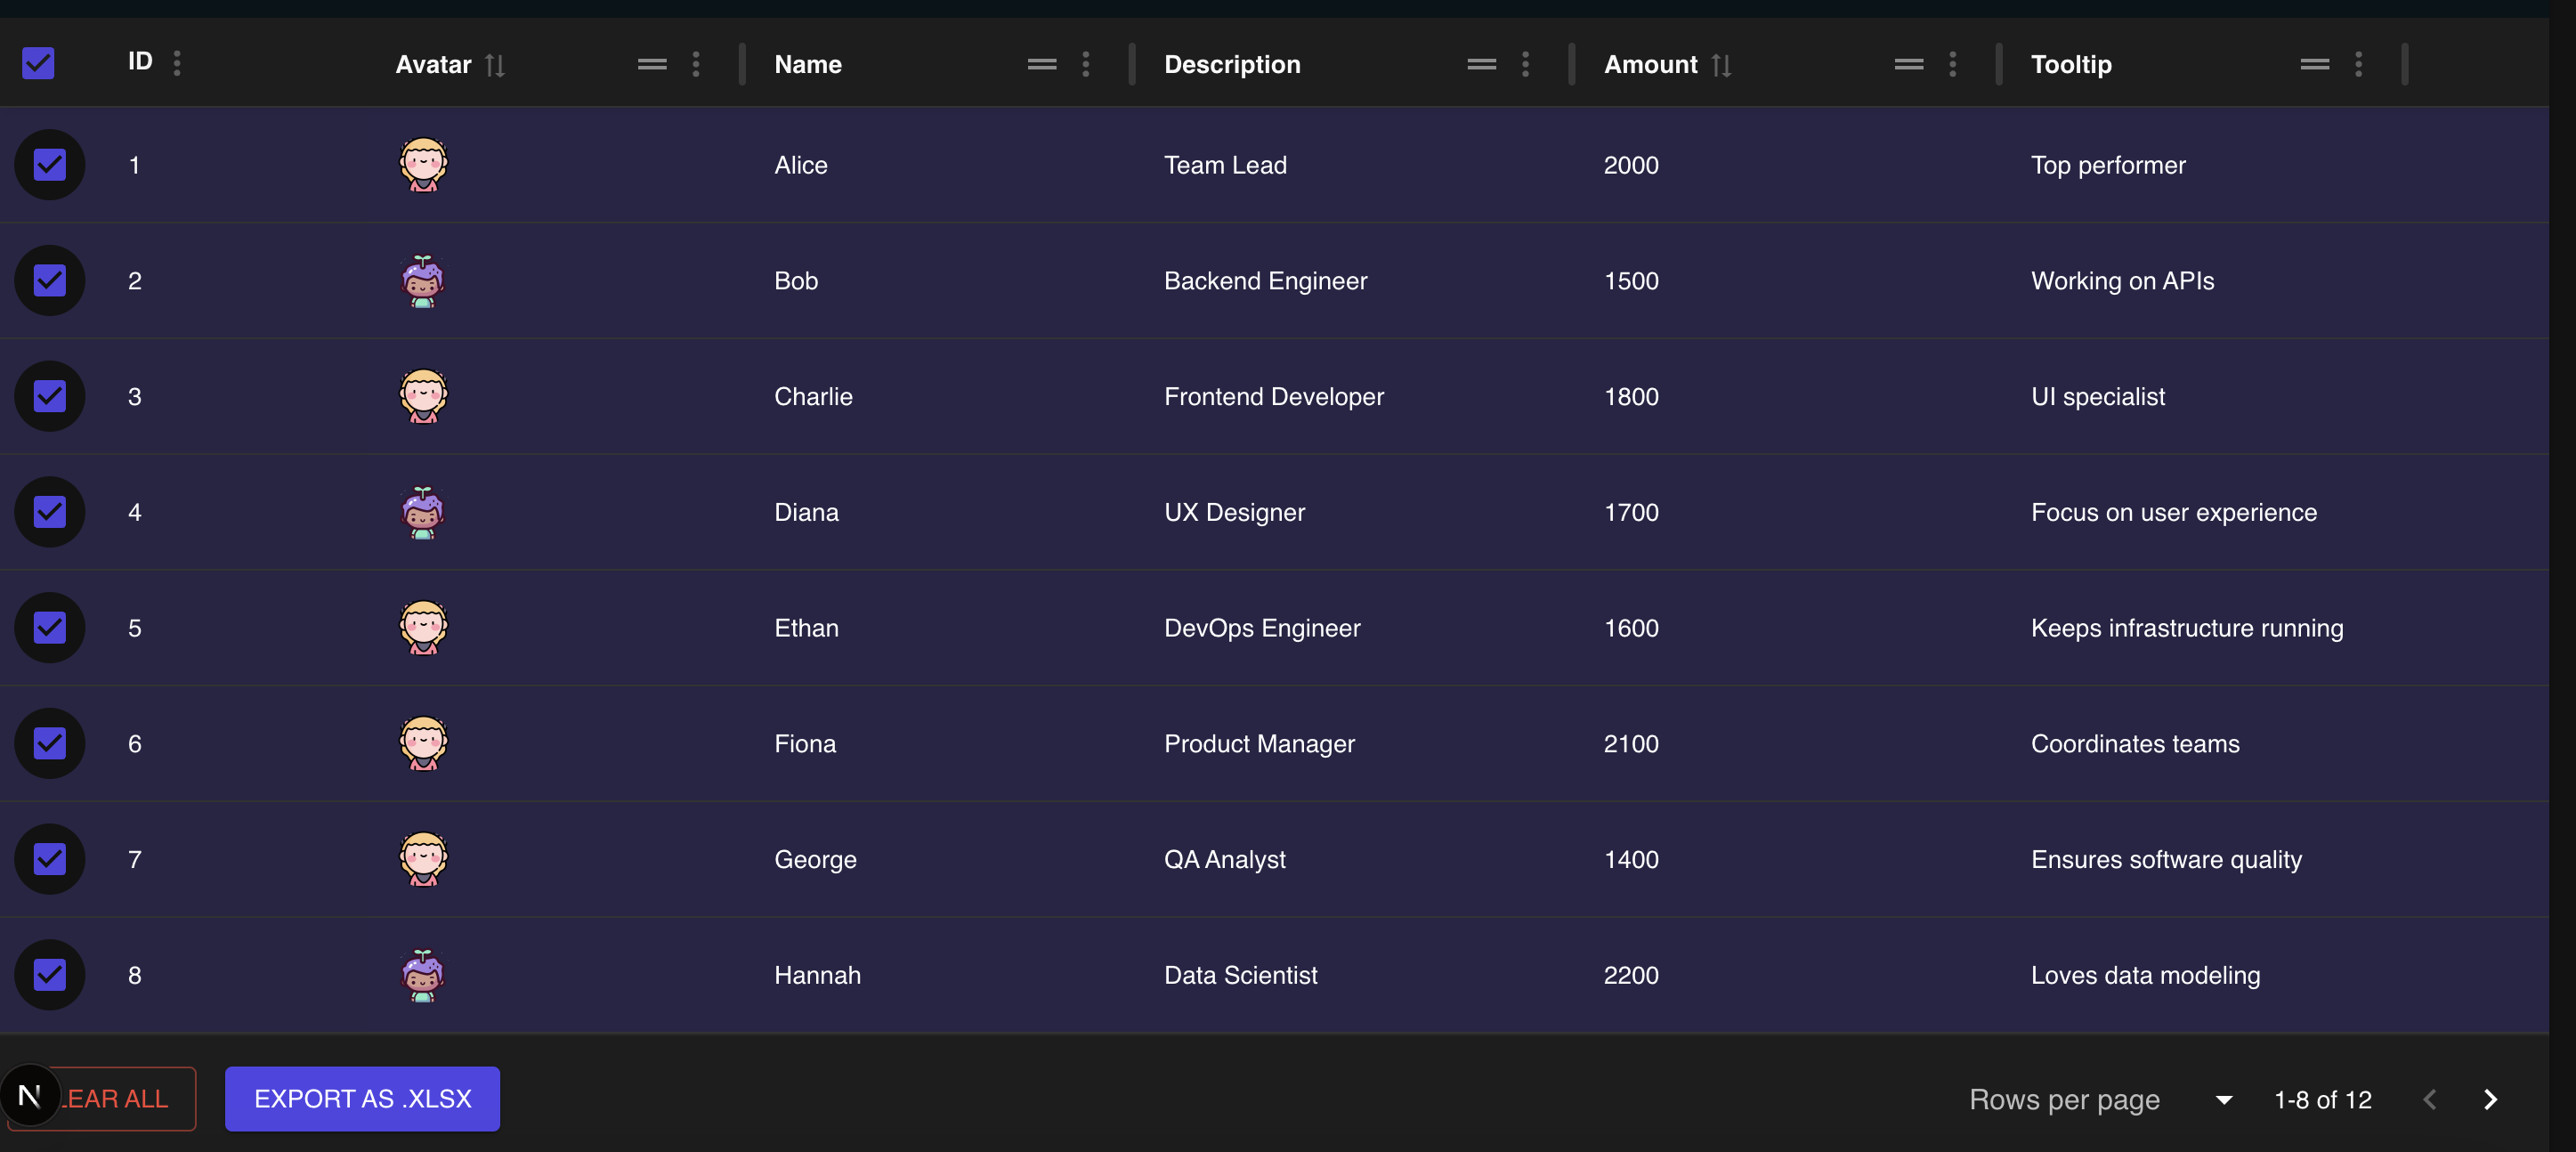 ID Avatar Name Description Amount Tooltip
1 Alice Team Lead 2000 Top performer
2 Bob Backend Engineer 1500 Working on APIs
3 Charlie Frontend Developer 1800 UI specialist
4 Diana UX Designer 1700 Focus on user experience
5 Ethan DevOps Engineer 1600 Keeps infrastructure running
6 Fiona Product Manager 2100 Coordinates teams
7 George QA Analyst 1400 Ensures software quality
8 Hannah Data Scientist 2200 Loves data modeling
N LEAR ALL EXPORT AS .XLSX Rows per page 1-8 of 12